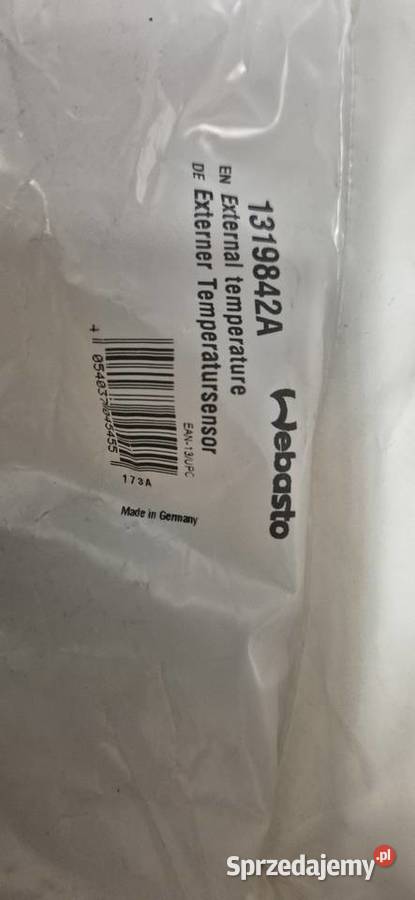 Webasto
1319842A
EN External temperature
DE Externer Temperatursensor
EAN-13/UPC
173A
Made in Germany
Sprzedajemy.pl